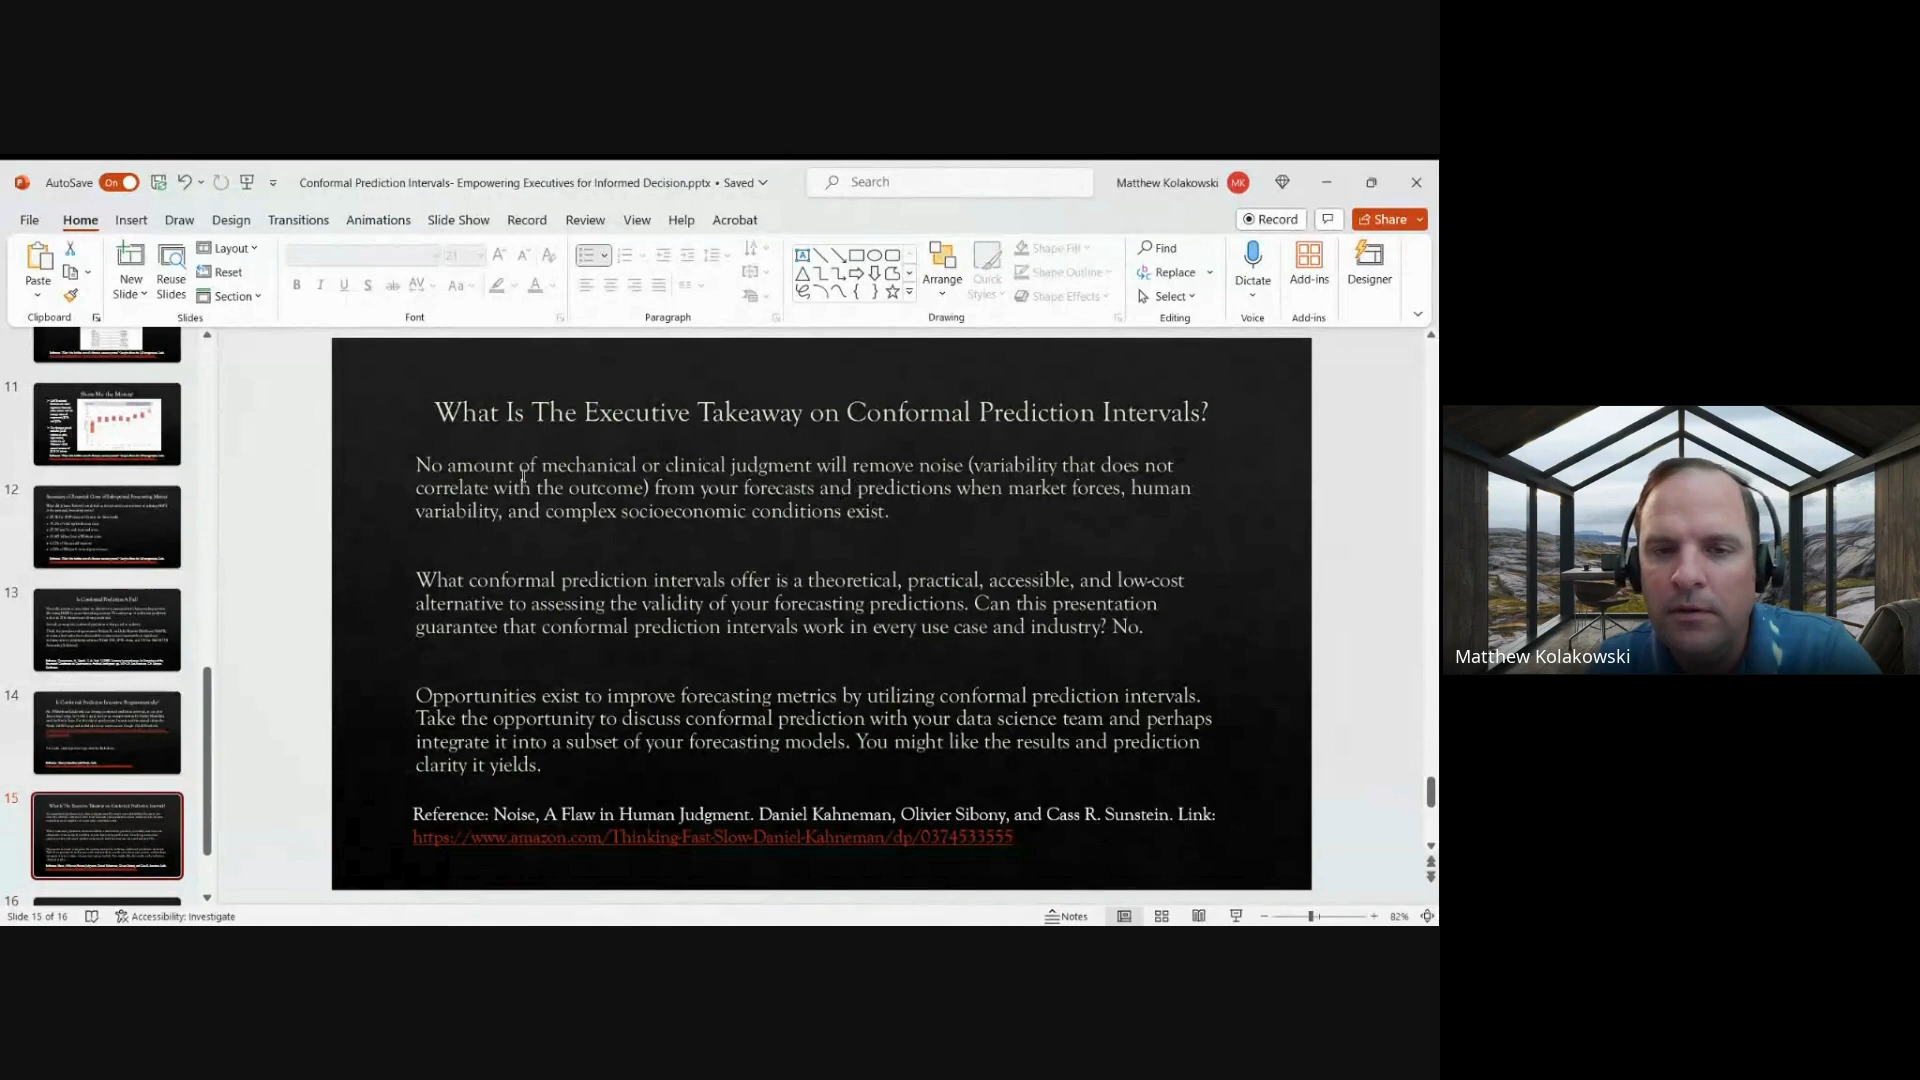 AutoSave On Conformal Prediction Intervals- Empowering Executives for Informed Decision.pptx • Saved Search Matthew Kolakowski MK
File Home Insert Draw Design Slide Show Transitions Animations Record Review View Help Acrobat Record Share
Paste New Slide Reuse Slides Layout Reset Section 21 B I U S ab AV Aa A Arrange Quick Styles Shape Fill Shape Outline Shape Effects Find Replace Select Dictate Add-ins Designer
Clipboard Slides Font Paragraph Drawing Editing Voice Add-ins
11
12
13
14
15
16
What Is The Executive Takeaway on Conformal Prediction Intervals?
No amount of mechanical or clinical judgment will remove noise (variability that does not
correlate with the outcome) from your forecasts and predictions when market forces, human
variability, and complex socioeconomic conditions exist.
What conformal prediction intervals offer is a theoretical, practical, accessible, and low-cost
alternative to assessing the validity of your forecasting predictions. Can this presentation
guarantee that conformal prediction intervals work in every use case and industry? No.
Opportunities exist to improve forecasting metrics by utilizing conformal prediction intervals.
Take the opportunity to discuss conformal prediction with your data science team and perhaps
integrate it into a subset of your forecasting models. You might like the results and prediction
clarity it yields.
Reference: Noise, A Flaw in Human Judgment. Daniel Kahneman, Olivier Sibony, and Cass R. Sunstein. Link:
https://www.amazon.com/Thinking-Fast-Slow-Daniel-Kahneman/dp/0374533555
Slide 15 of 16 Accessibility: Investigate Notes 82%
Matthew Kolakowski